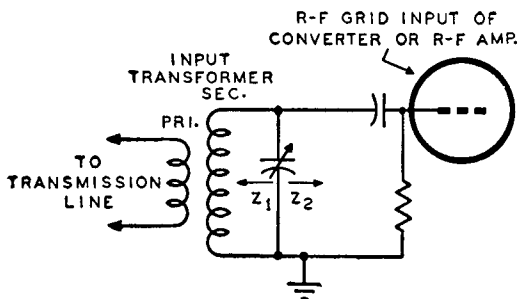 R-F GRID INPUT OF
CONVERTER OR R-F AMP.
INPUT
TRANSFORMER
SEC.
PRI.
TO
TRANSMISSION
LINE
Z1 Z2